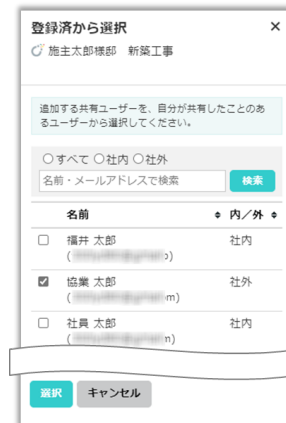 登録済から選択 ×
施主太郎様邸 新築工事
追加する共有ユーザーを、自分が共有したことのあ
るユーザーから選択してください。
すべて 社内 社外
名前・メールアドレスで検索 検索
名前 内／外
福井 太郎 社内
協業 太郎 社外
社員 太郎 社内
選択 キャンセル